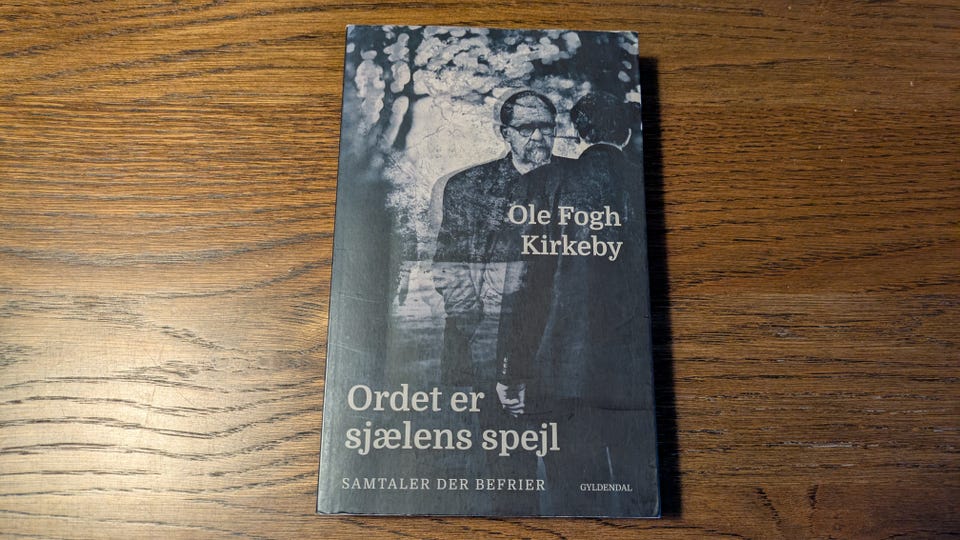 Ole Fogh
Kirkeby
Ordet er
sjælens spejl
SAMTALER DER BEFRIER
GYLDENDAL